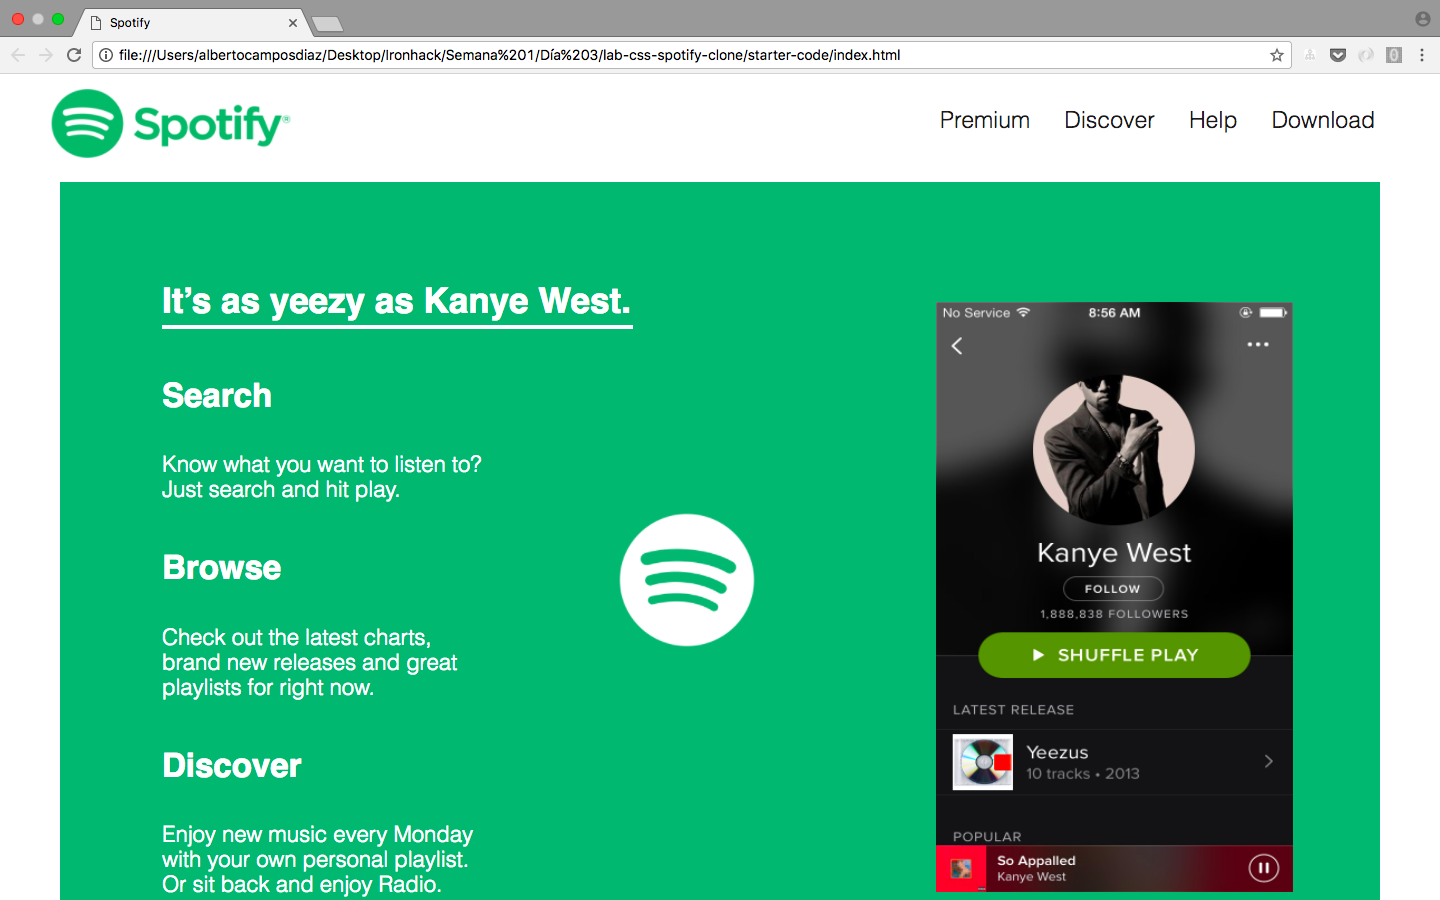 Spotify
file:///Users/albertocamposdiaz/Desktop/Ironhack/Semana%201/Día%203/lab-css-spotify-clone/starter-code/index.html
Spotify®
Premium Discover Help Download
It’s as yeezy as Kanye West.
Search
Know what you want to listen to?
Just search and hit play.
Browse
Check out the latest charts,
brand new releases and great
playlists for right now.
Discover
Enjoy new music every Monday
with your own personal playlist.
Or sit back and enjoy Radio.
No Service 8:56 AM
Kanye West
FOLLOW
1,888,838 FOLLOWERS
SHUFFLE PLAY
LATEST RELEASE
Yeezus
10 tracks • 2013
POPULAR
So Appalled
Kanye West